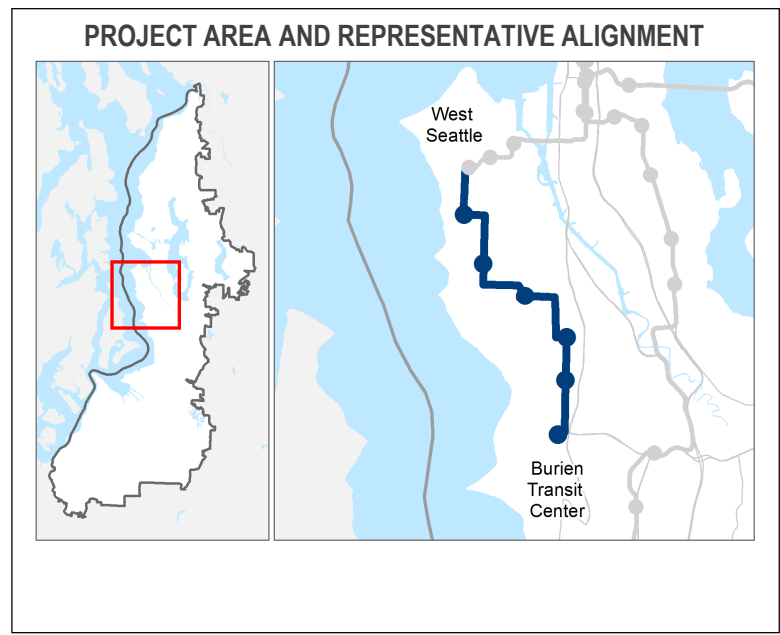 PROJECT AREA AND REPRESENTATIVE ALIGNMENT
West
Seattle
Burien
Transit
Center